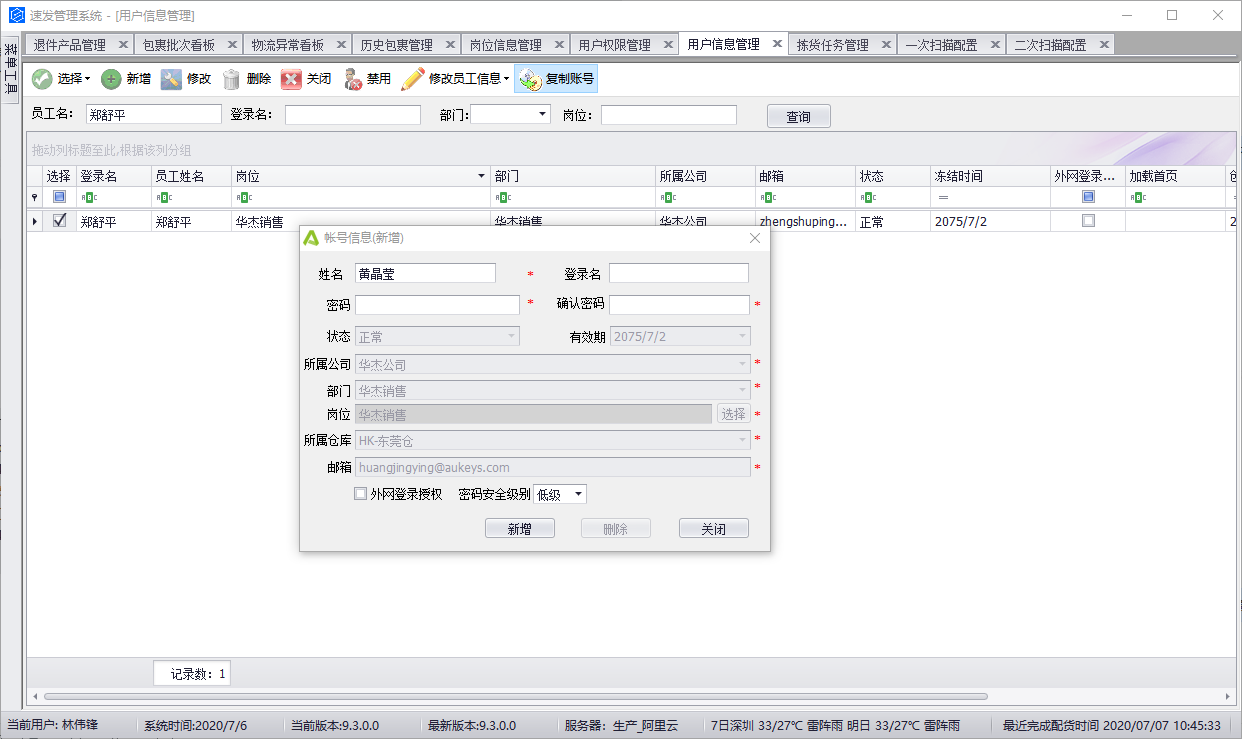 速发管理系统 - [用户信息管理]
退件产品管理 包裹批次看板 物流异常看板 历史包裹管理 岗位信息管理 用户权限管理 用户信息管理 拣货任务管理 一次扫描配置 二次扫描配置
菜单工具
选择 新增 修改 删除 关闭 禁用 修改员工信息 复制账号
员工名: 郑舒平 登录名: 部门: 岗位: 查询
拖动列标题至此,根据该列分组
选择 登录名 员工姓名 岗位 部门 所属公司 邮箱 状态 冻结时间 外网登录... 加载首页
郑舒平 郑舒平 华杰销售 华杰销售 华杰公司 zhengshuping... 正常 2075/7/2
帐号信息(新增)
姓名 黄晶莹 * 登录名
密码 * 确认密码 *
状态 正常 有效期 2075/7/2
所属公司 华杰公司 *
部门 华杰销售 *
岗位 华杰销售 选择 *
所属仓库 HK-东莞仓 *
邮箱 huangjingying@aukeys.com *
外网登录授权 密码安全级别 低级
新增 删除 关闭
记录数: 1
当前用户: 林伟锋 系统时间:2020/7/6 当前版本:9.3.0.0 最新版本:9.3.0.0 服务器: 生产_阿里云 7日深圳 33/27℃ 雷阵雨 明日 33/27℃ 雷阵雨 最近完成配货时间 2020/07/07 10:45:33